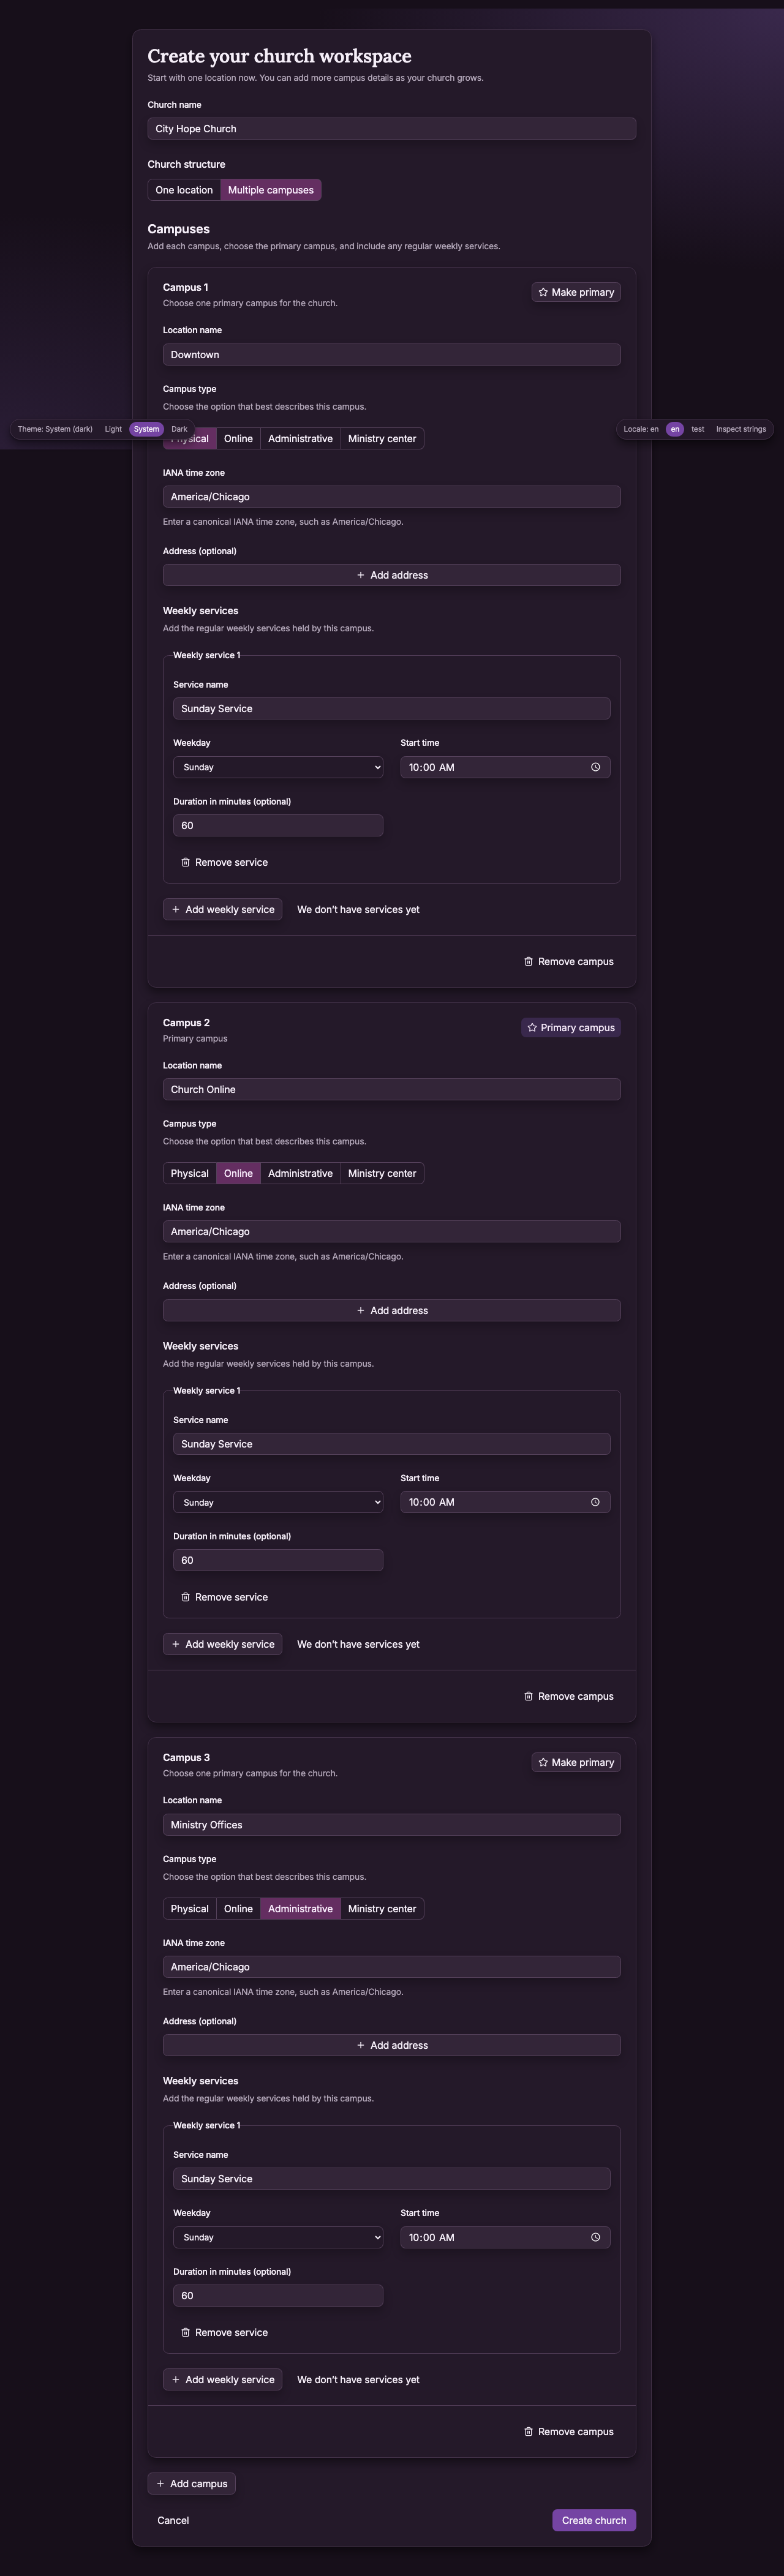 Create your church workspace
Start with one location now. You can add more campus details as your church grows.
Church name
City Hope Church
Church structure
One location Multiple campuses
Campuses
Add each campus, choose the primary campus, and include any regular weekly services.
Campus 1
Make primary
Choose one primary campus for the church.
Location name
Downtown
Campus type
Choose the option that best describes this campus.
Theme: System (dark) Light System Dark
Locale: en en test Inspect strings
Online Administrative Ministry center
IANA time zone
America/Chicago
Enter a canonical IANA time zone, such as America/Chicago.
Address (optional)
+ Add address
Weekly services
Add the regular weekly services held by this campus.
Weekly service 1
Service name
Sunday Service
Weekday Start time
Sunday 10:00 AM
Duration in minutes (optional)
60
Remove service
+ Add weekly service We don't have services yet
Remove campus
Campus 2
Primary campus
Primary campus
Location name
Church Online
Campus type
Choose the option that best describes this campus.
Physical Online Administrative Ministry center
IANA time zone
America/Chicago
Enter a canonical IANA time zone, such as America/Chicago.
Address (optional)
+ Add address
Weekly services
Add the regular weekly services held by this campus.
Weekly service 1
Service name
Sunday Service
Weekday Start time
Sunday 10:00 AM
Duration in minutes (optional)
60
Remove service
+ Add weekly service We don't have services yet
Remove campus
Campus 3
Make primary
Choose one primary campus for the church.
Location name
Ministry Offices
Campus type
Choose the option that best describes this campus.
Physical Online Administrative Ministry center
IANA time zone
America/Chicago
Enter a canonical IANA time zone, such as America/Chicago.
Address (optional)
+ Add address
Weekly services
Add the regular weekly services held by this campus.
Weekly service 1
Service name
Sunday Service
Weekday Start time
Sunday 10:00 AM
Duration in minutes (optional)
60
Remove service
+ Add weekly service We don't have services yet
Remove campus
+ Add campus
Cancel Create church